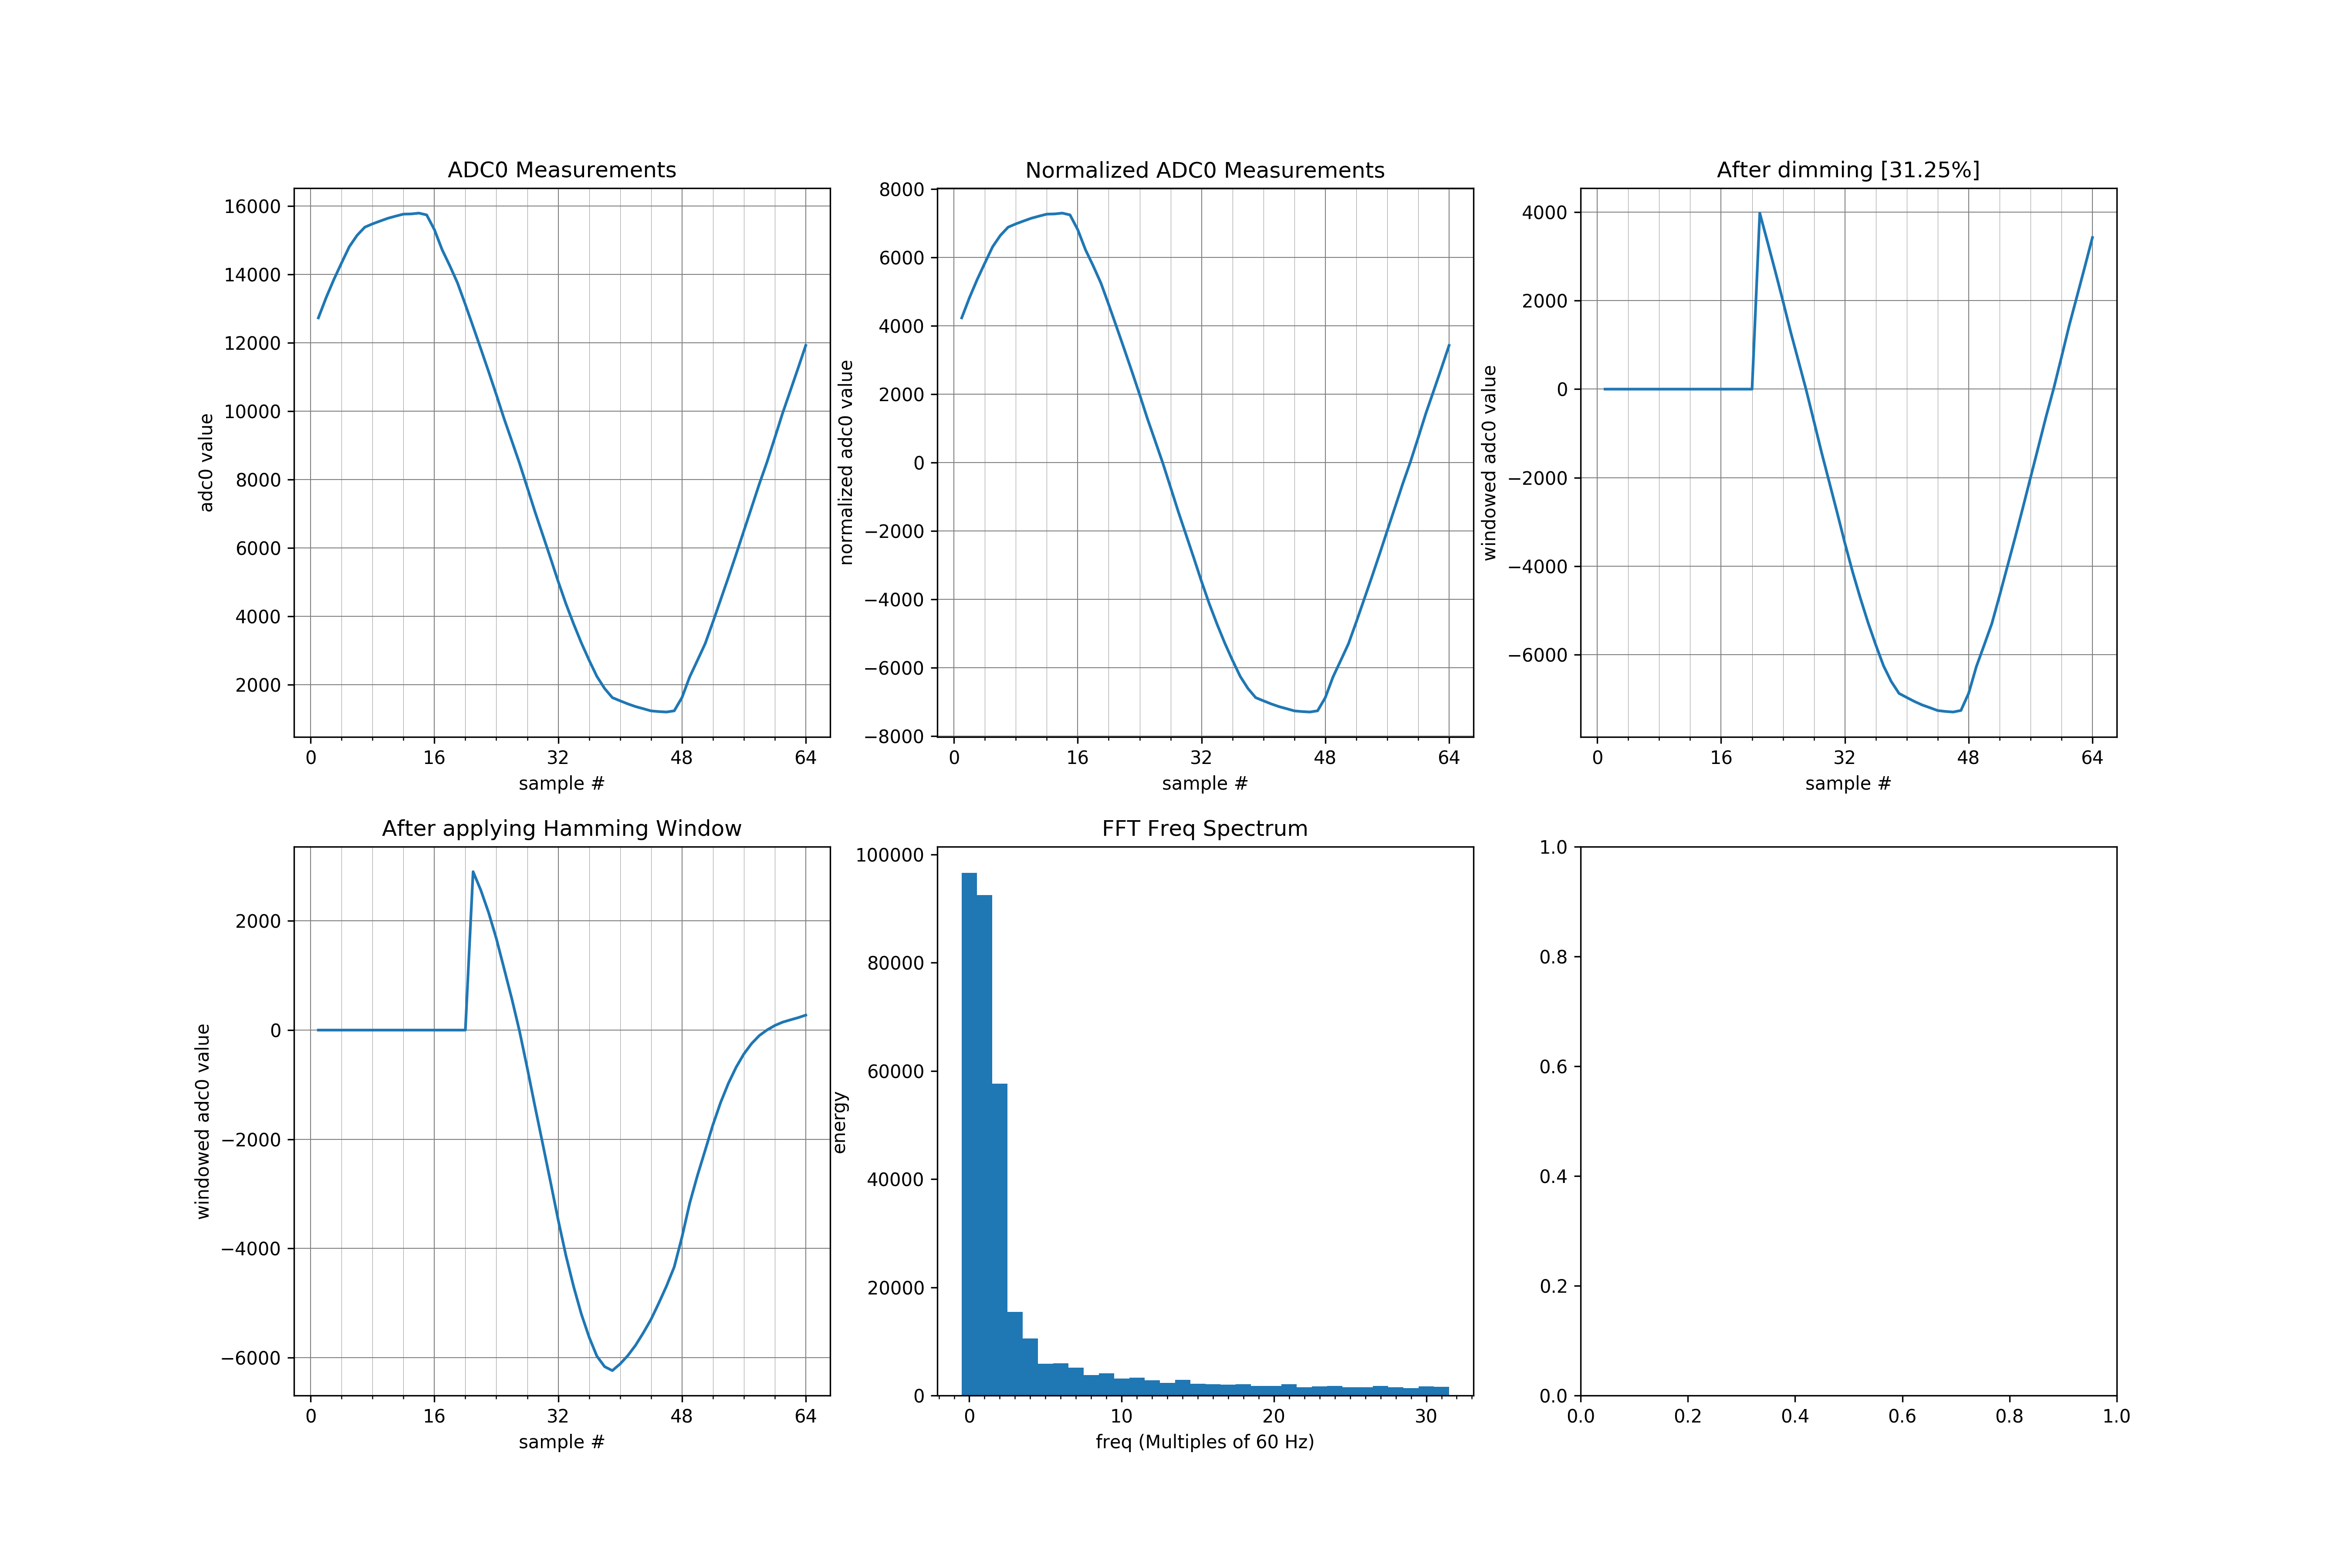 ADC0 Measurements
16000
14000
12000
10000
8000
6000
4000
2000
adc0 value
0 16 32 48 64
sample #
Normalized ADC0 Measurements
8000
6000
4000
2000
0
−2000
−4000
−6000
−8000
normalized adc0 value
0 16 32 48 64
sample #
After dimming [31.25%]
4000
2000
0
−2000
−4000
−6000
windowed adc0 value
0 16 32 48 64
sample #
After applying Hamming Window
2000
0
−2000
−4000
−6000
windowed adc0 value
0 16 32 48 64
sample #
FFT Freq Spectrum
100000
80000
60000
40000
20000
0
energy
0 10 20 30
freq (Multiples of 60 Hz)
1.0
0.8
0.6
0.4
0.2
0.0
0.0 0.2 0.4 0.6 0.8 1.0